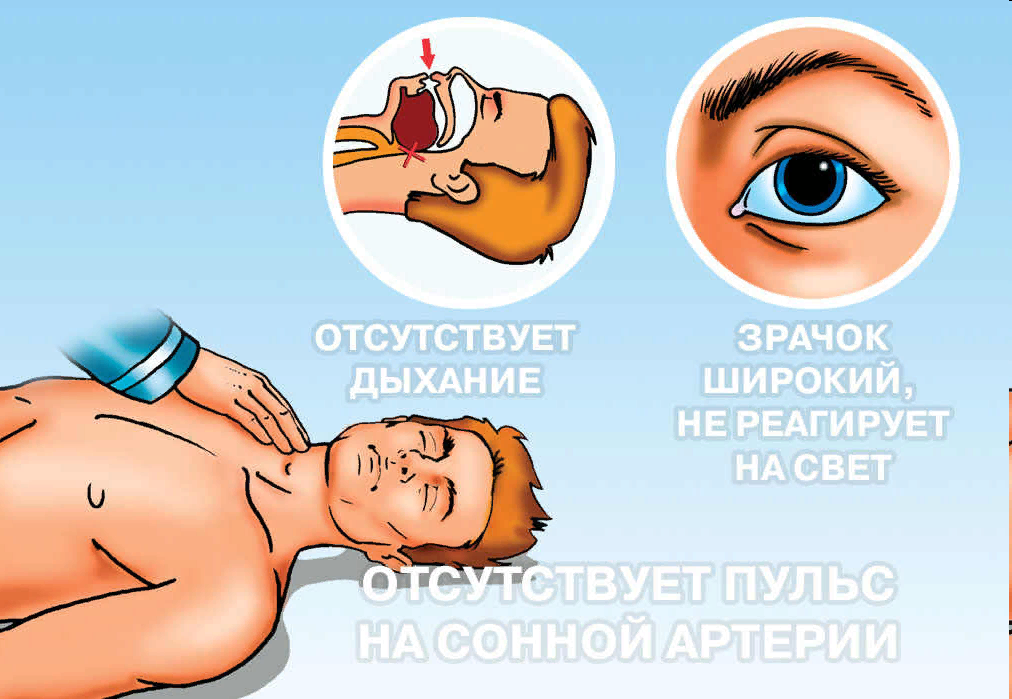 ОТСУТСТВУЕТ
ДЫХАНИЕ
ЗРАЧОК
ШИРОКИЙ,
НЕ РЕАГИРУЕТ
НА СВЕТ
ОТСУТСТВУЕТ ПУЛЬС
НА СОННОЙ АРТЕРИИ